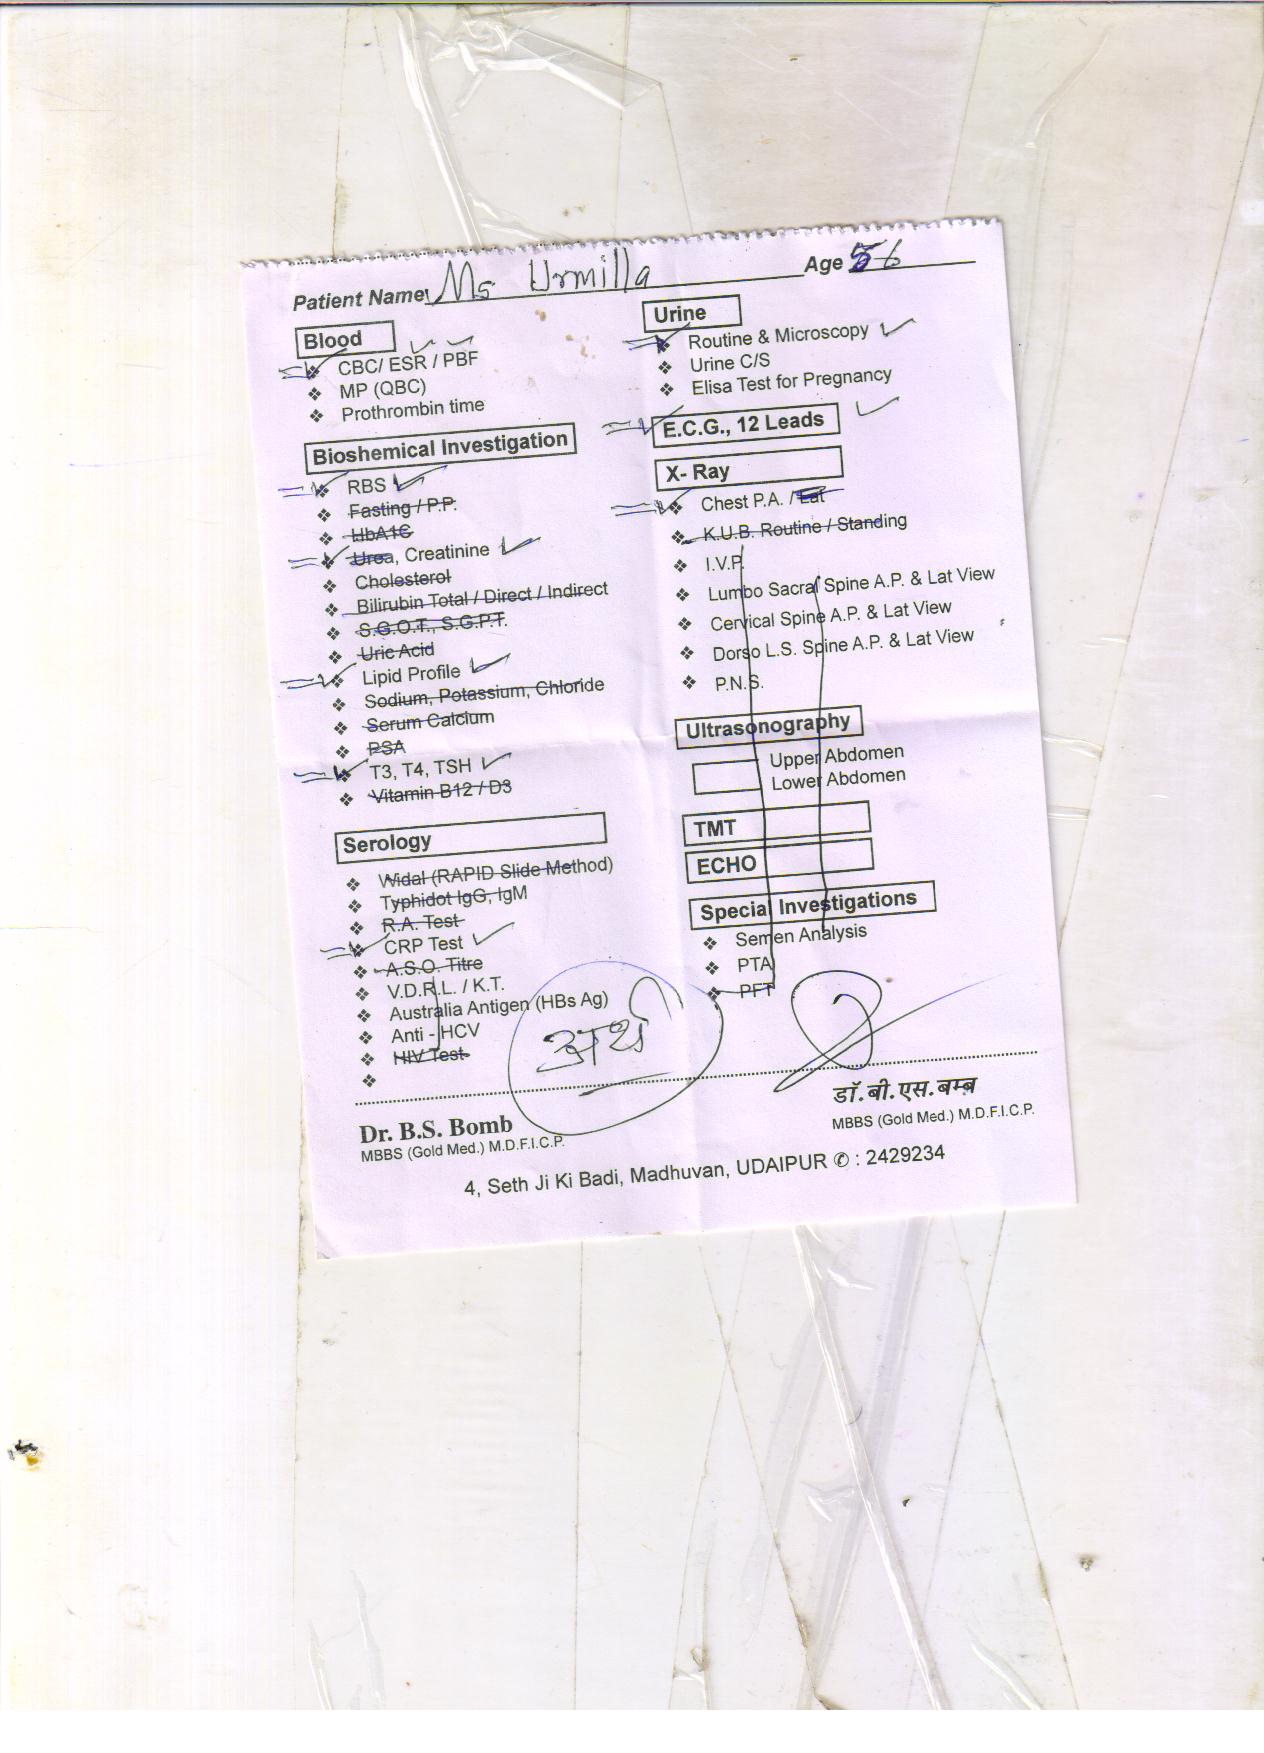 Patient Name Ms Urmilla Age 56
Blood
CBC/ ESR / PBF
MP (QBC)
Prothrombin time
Bioshemical Investigation
RBS
Fasting / P.P.
HbA1C
Urea, Creatinine
Cholesterol
Bilirubin Total / Direct / Indirect
S.G.O.T., S.G.P.T.
Uric Acid
Lipid Profile
Sodium, Potassium, Chloride
Serum Calcium
PSA
T3, T4, TSH
Vitamin B12 / D3
Serology
Widal (RAPID Slide Method)
Typhidot IgG, IgM
R.A. Test
CRP Test
A.S.O. Titre
V.D.R.L. / K.T.
Australia Antigen (HBs Ag)
Anti - HCV
HIV Test
Urine
Routine & Microscopy
Urine C/S
Elisa Test for Pregnancy
E.C.G., 12 Leads
X- Ray
Chest P.A. / Lat
K.U.B. Routine / Standing
I.V.P.
Lumbo Sacral Spine A.P. & Lat View
Cervical Spine A.P. & Lat View
Dorso L.S. Spine A.P. & Lat View
P.N.S.
Ultrasonography
Upper Abdomen
Lower Abdomen
TMT
ECHO
Special Investigations
Semen Analysis
PTA
PFT
अर्थ
Dr. B.S. Bomb
MBBS (Gold Med.) M.D.F.I.C.P.
डॉ. बी. एस. बम्ब
MBBS (Gold Med.) M.D.F.I.C.P.
4, Seth Ji Ki Badi, Madhuvan, UDAIPUR ✆ : 2429234